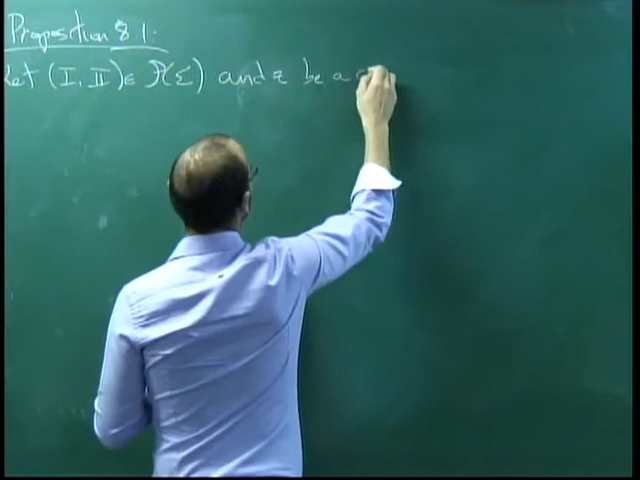 Proposition 8.1.
Let (I, II) ∈ 𝓕(Σ) and z be a